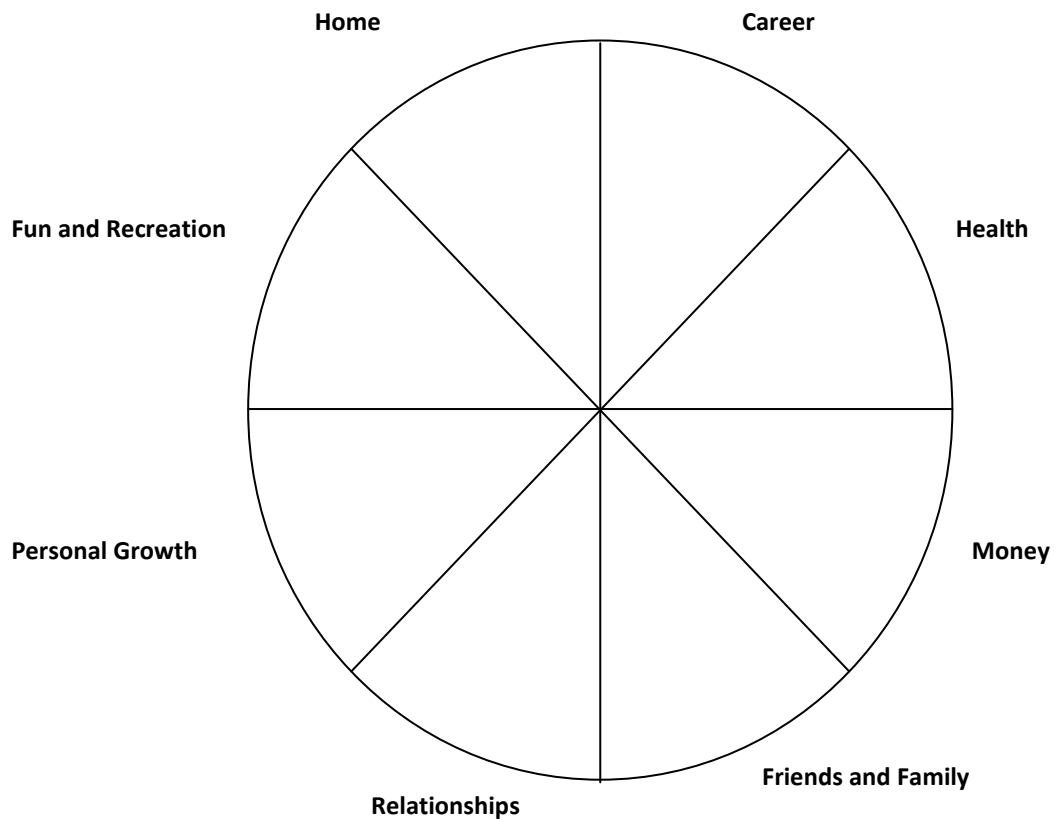 Home
Career
Fun and Recreation
Health
Personal Growth
Money
Friends and Family
Relationships